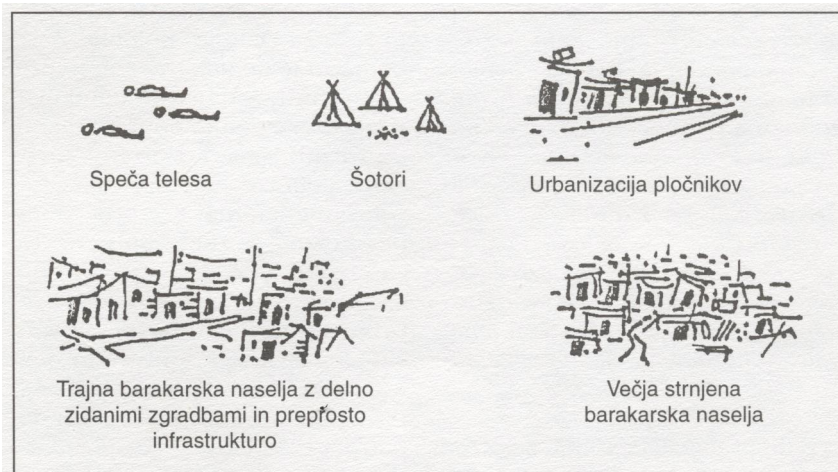 Speča telesa
Šotori
Urbanizacija pločnikov
Trajna barakarska naselja z delno
zidanimi zgradbami in preprosto
infrastrukturo
Večja strnjena
barakarska naselja